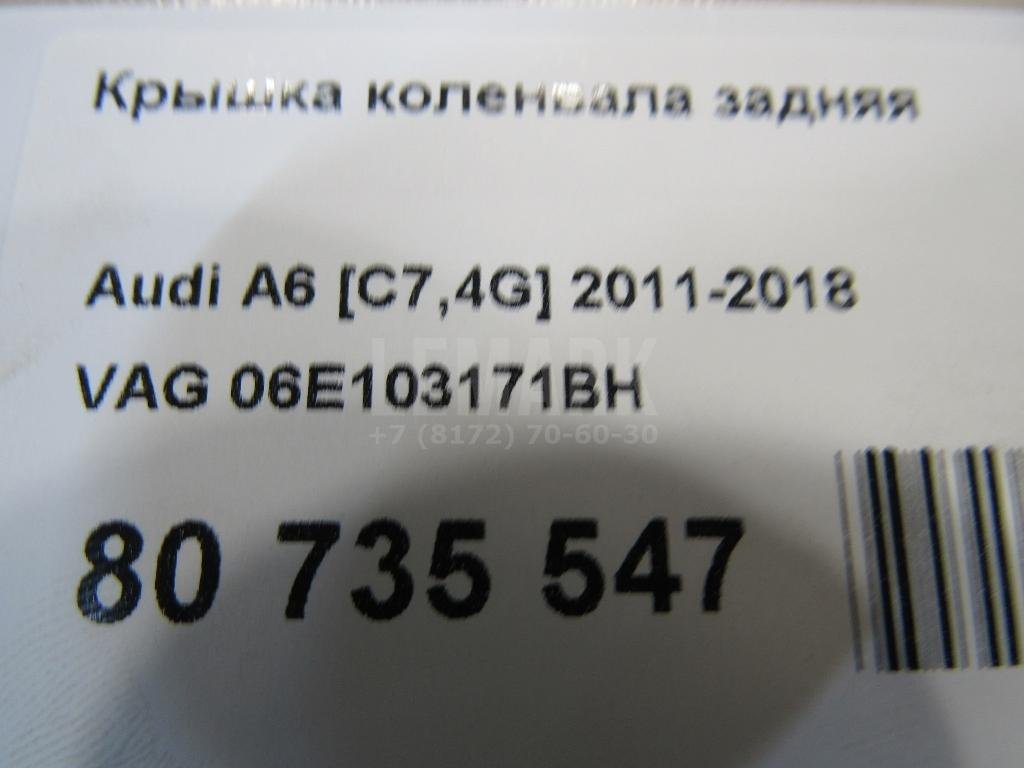 Крышка коленвала задняя
Audi A6 [C7,4G] 2011-2018
LEMARK
VAG 06E103171BH
+7 (8172) 70-60-30
80 735 547